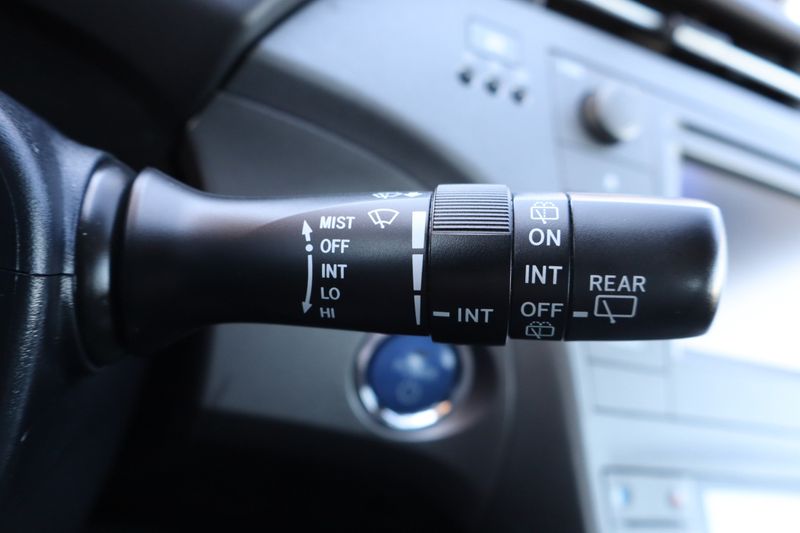 MIST
OFF
INT
LO
HI
INT
ON
INT
OFF
REAR